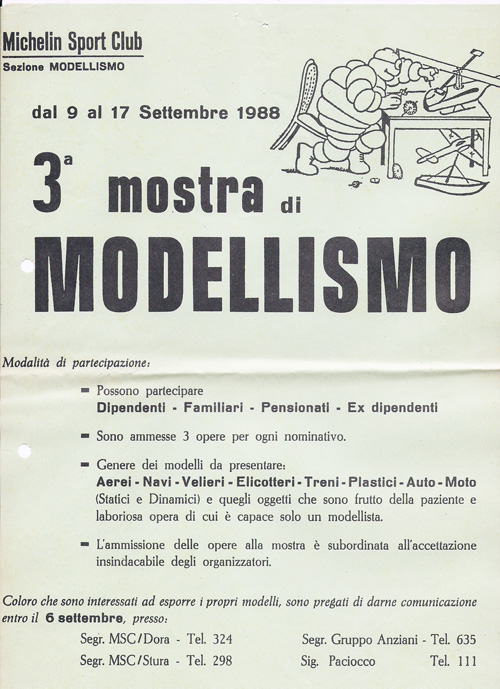 Michelin Sport Club
Sezione MODELLISMO
dal 9 al 17 Settembre 1988
3ª mostra di
MODELLISMO
Modalità di partecipazione:
- Possono partecipare
Dipendenti - Familiari - Pensionati - Ex dipendenti
- Sono ammesse 3 opere per ogni nominativo.
- Genere dei modelli da presentare:
Aerei - Navi - Velieri - Elicotteri - Treni - Plastici - Auto - Moto
(Statici e Dinamici) e quegli oggetti che sono frutto della paziente e
laboriosa opera di cui è capace solo un modellista.
- L'ammissione delle opere alla mostra è subordinata all'accettazione
insindacabile degli organizzatori.
Coloro che sono interessati ad esporre i propri modelli, sono pregati di darne comunicazione
entro il 6 settembre, presso:
Segr. MSC/Dora - Tel. 324 Segr. Gruppo Anziani - Tel. 635
Segr. MSC/Stura - Tel. 298 Sig. Paciocco Tel. 111